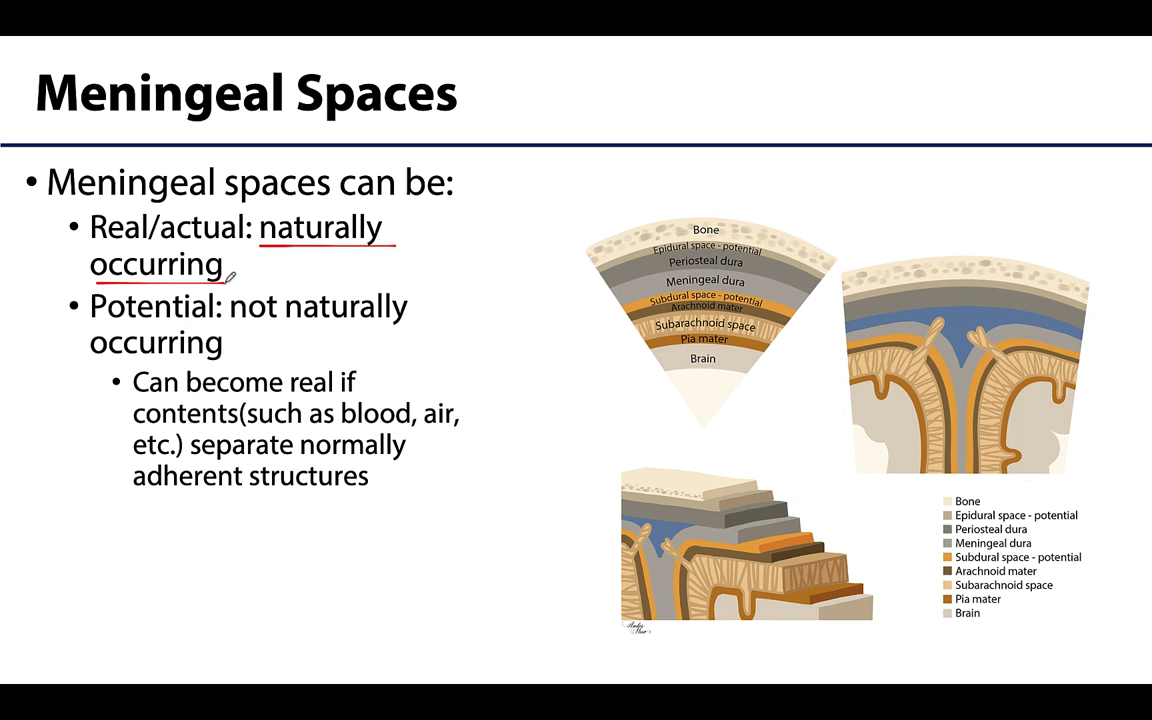 Meningeal Spaces
• Meningeal spaces can be:
• Real/actual: naturally
occurring
• Potential: not naturally
occurring
• Can become real if
contents(such as blood, air,
etc.) separate normally
adherent structures
Bone
Epidural space - potential
Periosteal dura
Meningeal dura
Subdural space - potential
Arachnoid mater
Subarachnoid space
Pia mater
Brain
Bone
Epidural space - potential
Periosteal dura
Meningeal dura
Subdural space - potential
Arachnoid mater
Subarachnoid space
Pia mater
Brain